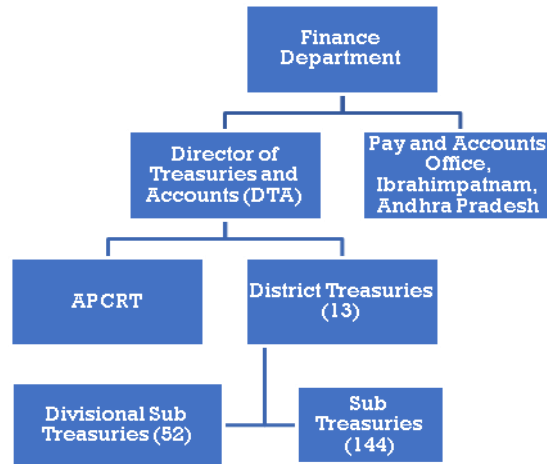 Finance
Department
Director of
Treasuries and
Accounts (DTA)
Pay and Accounts
Office,
Ibrahimpatnam,
Andhra Pradesh
APCRT
District Treasuries
(13)
Divisional Sub
Treasuries (52)
Sub
Treasuries
(144)